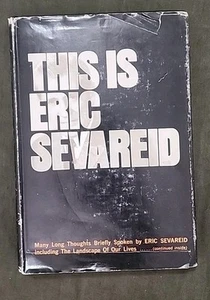 THIS IS
ERIC
SEVAREID
Many Long Thoughts Briefly Spoken by ERIC SEVAREID
including The Landscape Of Our Lives ...... (continued inside)